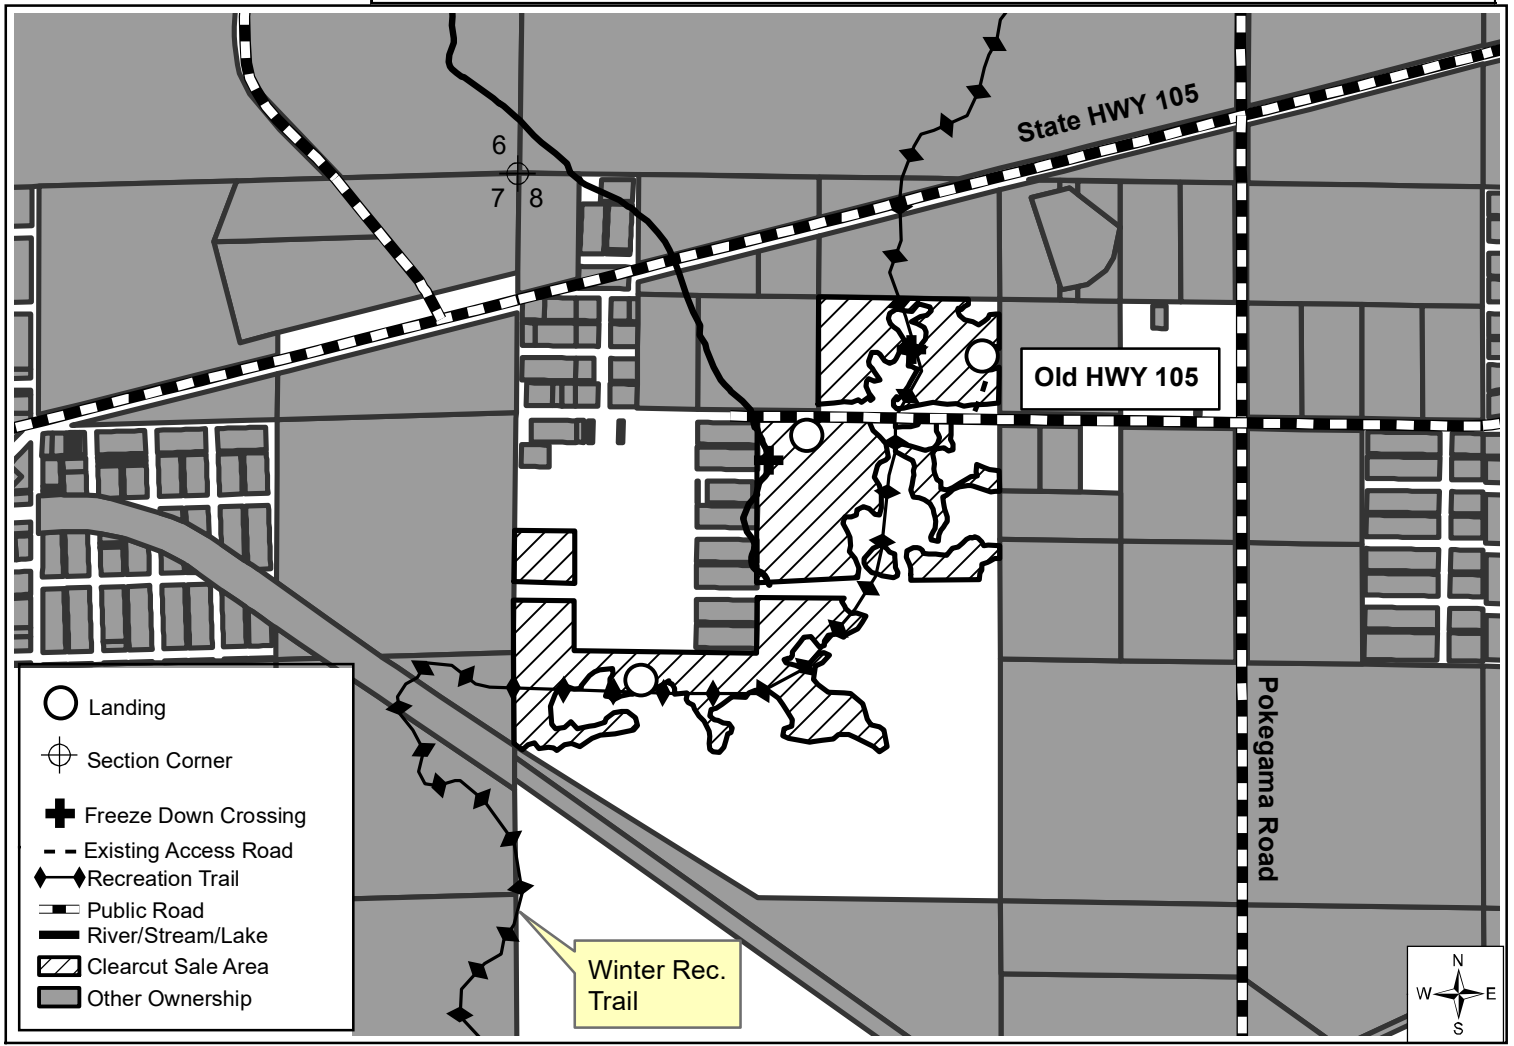 State HWY 105
6
7 8
Old HWY 105
Pokegama Road
Landing
Section Corner
Freeze Down Crossing
Existing Access Road
Recreation Trail
Public Road
River/Stream/Lake
Clearcut Sale Area
Other Ownership
Winter Rec.
Trail
N
W E
S